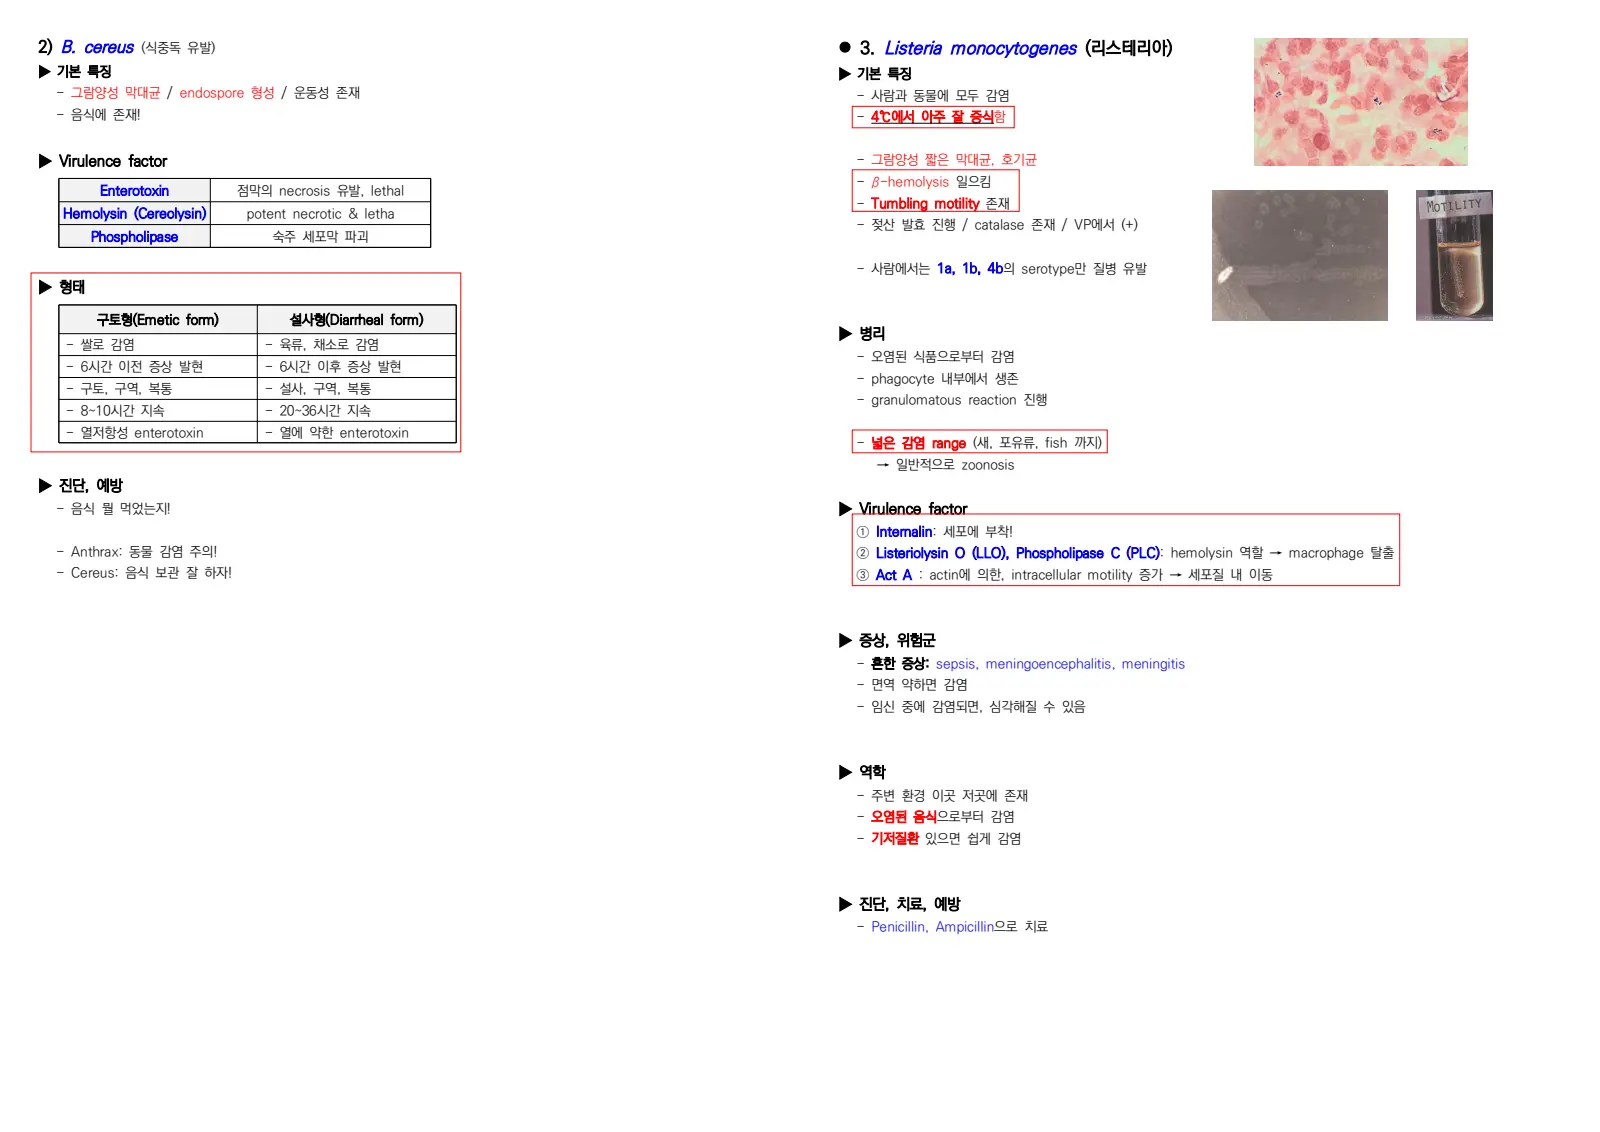 2) B. cereus (식중독 유발)
▶ 기본 특징
- 그람양성 막대균 / endospore 형성 / 운동성 존재
- 음식에 존재!
▶ Virulence factor
Enterotoxin 점막의 necrosis 유발, lethal
Hemolysin (Cereolysin) potent necrotic & letha
Phospholipase 숙주 세포막 파괴
▶ 형태
구토형(Emetic form) 설사형(Diarrheal form)
- 쌀로 감염 - 육류, 채소로 감염
- 6시간 이전 증상 발현 - 6시간 이후 증상 발현
- 구토, 구역, 복통 - 설사, 구역, 복통
- 8~10시간 지속 - 20~36시간 지속
- 열저항성 enterotoxin - 열에 약한 enterotoxin
▶ 진단, 예방
- 음식 뭘 먹었는지!
- Anthrax: 동물 감염 주의!
- Cereus: 음식 보관 잘 하자!
● 3. Listeria monocytogenes (리스테리아)
▶ 기본 특징
- 사람과 동물에 모두 감염
- 4℃에서 아주 잘 증식함
- 그람양성 짧은 막대균, 호기균
- β-hemolysis 일으킴
- Tumbling motility 존재
- 젖산 발효 진행 / catalase 존재 / VP에서 (+)
- 사람에서는 1a, 1b, 4b의 serotype만 질병 유발
MOTILITY
▶ 병리
- 오염된 식품으로부터 감염
- phagocyte 내부에서 생존
- granulomatous reaction 진행
- 넓은 감염 range (새, 포유류, fish 까지)
→ 일반적으로 zoonosis
▶ Virulence factor
① Internalin: 세포에 부착!
② Listeriolysin O (LLO), Phospholipase C (PLC): hemolysin 역할 → macrophage 탈출
③ Act A : actin에 의한, intracellular motility 증가 → 세포질 내 이동
▶ 증상, 위험군
- 흔한 증상: sepsis, meningoencephalitis, meningitis
- 면역 약하면 감염
- 임신 중에 감염되면, 심각해질 수 있음
▶ 역학
- 주변 환경 이곳 저곳에 존재
- 오염된 음식으로부터 감염
- 기저질환 있으면 쉽게 감염
▶ 진단, 치료, 예방
- Penicillin, Ampicillin으로 치료